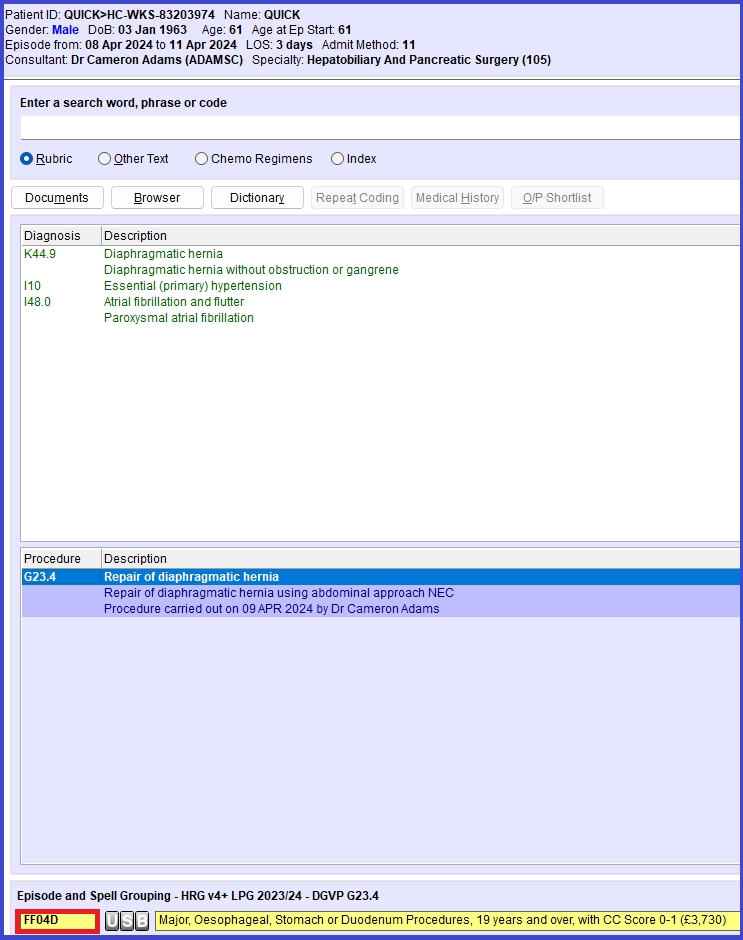 Patient ID: QUICK>HC-WKS-83203974 Name: QUICK
Gender: Male DoB: 03 Jan 1963 Age: 61 Age at Ep Start: 61
Episode from: 08 Apr 2024 to 11 Apr 2024 LOS: 3 days Admit Method: 11
Consultant: Dr Cameron Adams (ADAMSC) Specialty: Hepatobiliary And Pancreatic Surgery (105)
Enter a search word, phrase or code
Rubric Other Text Chemo Regimens Index
Documents Browser Dictionary Repeat Coding Medical History O/P Shortlist
Diagnosis Description
K44.9 Diaphragmatic hernia
Diaphragmatic hernia without obstruction or gangrene
I10 Essential (primary) hypertension
I48.0 Atrial fibrillation and flutter
Paroxysmal atrial fibrillation
Procedure Description
G23.4 Repair of diaphragmatic hernia
Repair of diaphragmatic hernia using abdominal approach NEC
Procedure carried out on 09 APR 2024 by Dr Cameron Adams
Episode and Spell Grouping - HRG v4+ LPG 2023/24 - DGVP G23.4
FF04D U S B Major, Oesophageal, Stomach or Duodenum Procedures, 19 years and over, with CC Score 0-1 (£3,730)